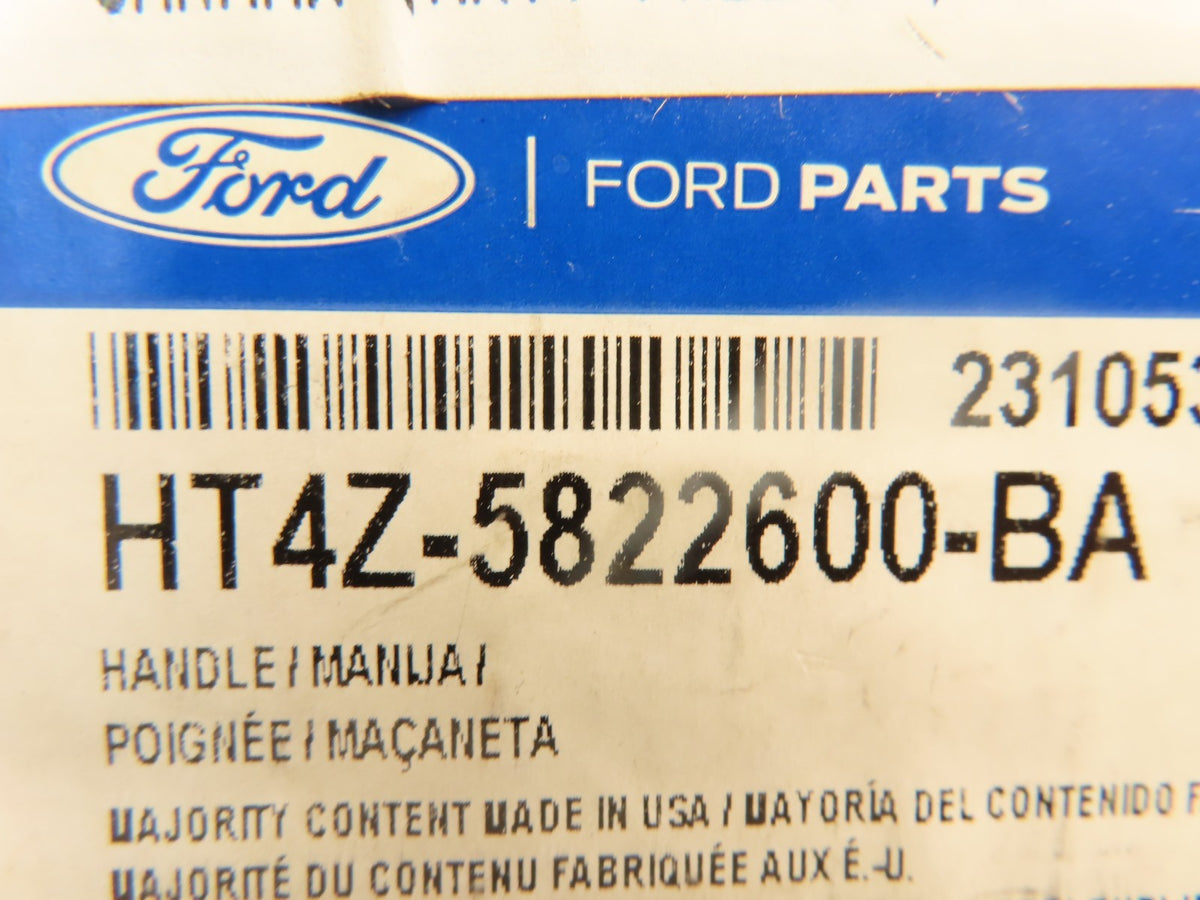 Ford | FORD PARTS
231053
HT4Z-5822600-BA
HANDLE / MANIJA /
POIGNÉE / MAÇANETA
MAJORITY CONTENT MADE IN USA / MAYORÍA DEL CONTENIDO F
MAJORITÉ DU CONTENU FABRIQUÉE AUX É.-U.